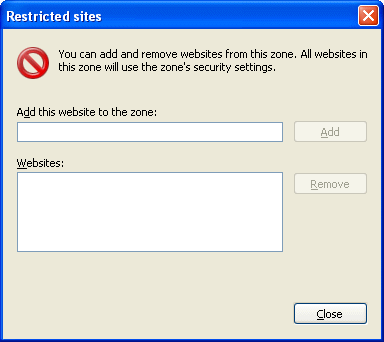 Restricted sites
You can add and remove websites from this zone. All websites in
this zone will use the zone's security settings.
Add this website to the zone:
Add
Websites:
Remove
Close